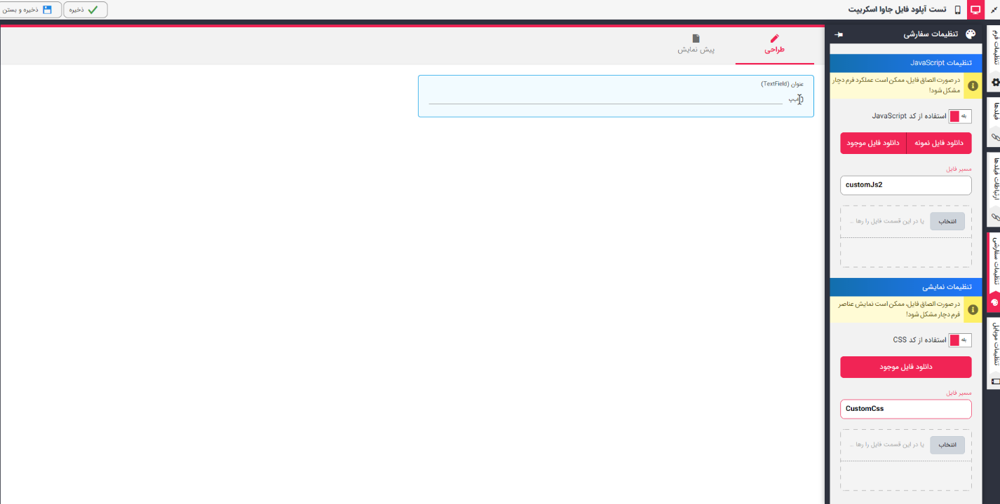 تست آپلود فایل جاوا اسکریپت
ذخیره
ذخیره و بستن
تنظیمات فرم
فیلدها
ارتباطات فیلدها
تنظیمات سفارشی
تنظیمات موبایل
تنظیمات سفارشی
تنظیمات JavaScript
در صورت الصاق فایل، ممکن است عملکرد فرم دچار
مشکل شود!
بله
استفاده از کد JavaScript
دانلود فایل نمونه
دانلود فایل موجود
مسیر فایل
customJs2
انتخاب
یا در این قسمت فایل را رها ...
تنظیمات نمایشی
در صورت الصاق فایل، ممکن است نمایش عناصر
فرم دچار مشکل شود!
بله
استفاده از کد CSS
دانلود فایل موجود
مسیر فایل
CustomCss
انتخاب
یا در این قسمت فایل را رها ...
طراحی
پیش نمایش
عنوان (TextField)